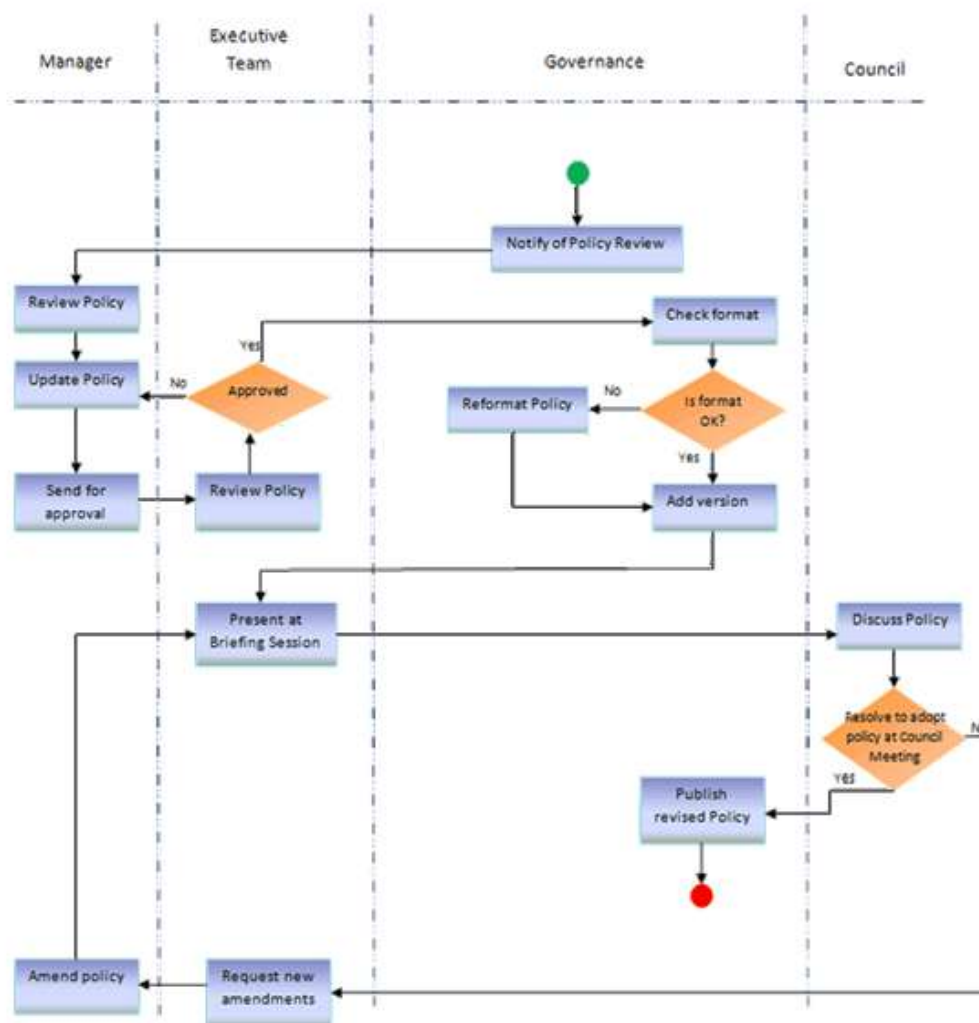 Manager
Executive
Team
Governance
Council
Notify of Policy Review
Review Policy
Check format
Yes
Update Policy
No
Approved
Reformat Policy
No
Is format
OK?
Yes
Send for
approval
Review Policy
Add version
Present at
Briefing Session
Discuss Policy
Resolve to adopt
policy at Council
Meeting
N
Yes
Publish
revised Policy
Amend policy
Request new
amendments